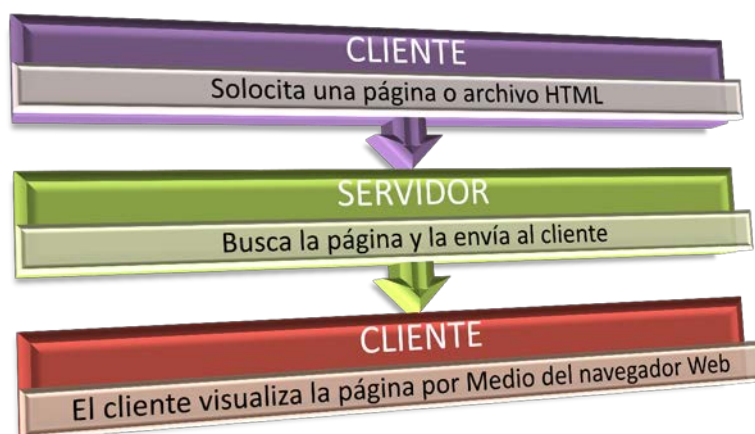 CLIENTE
Solocita una página o archivo HTML
SERVIDOR
Busca la página y la envía al cliente
CLIENTE
El cliente visualiza la página por Medio del navegador Web